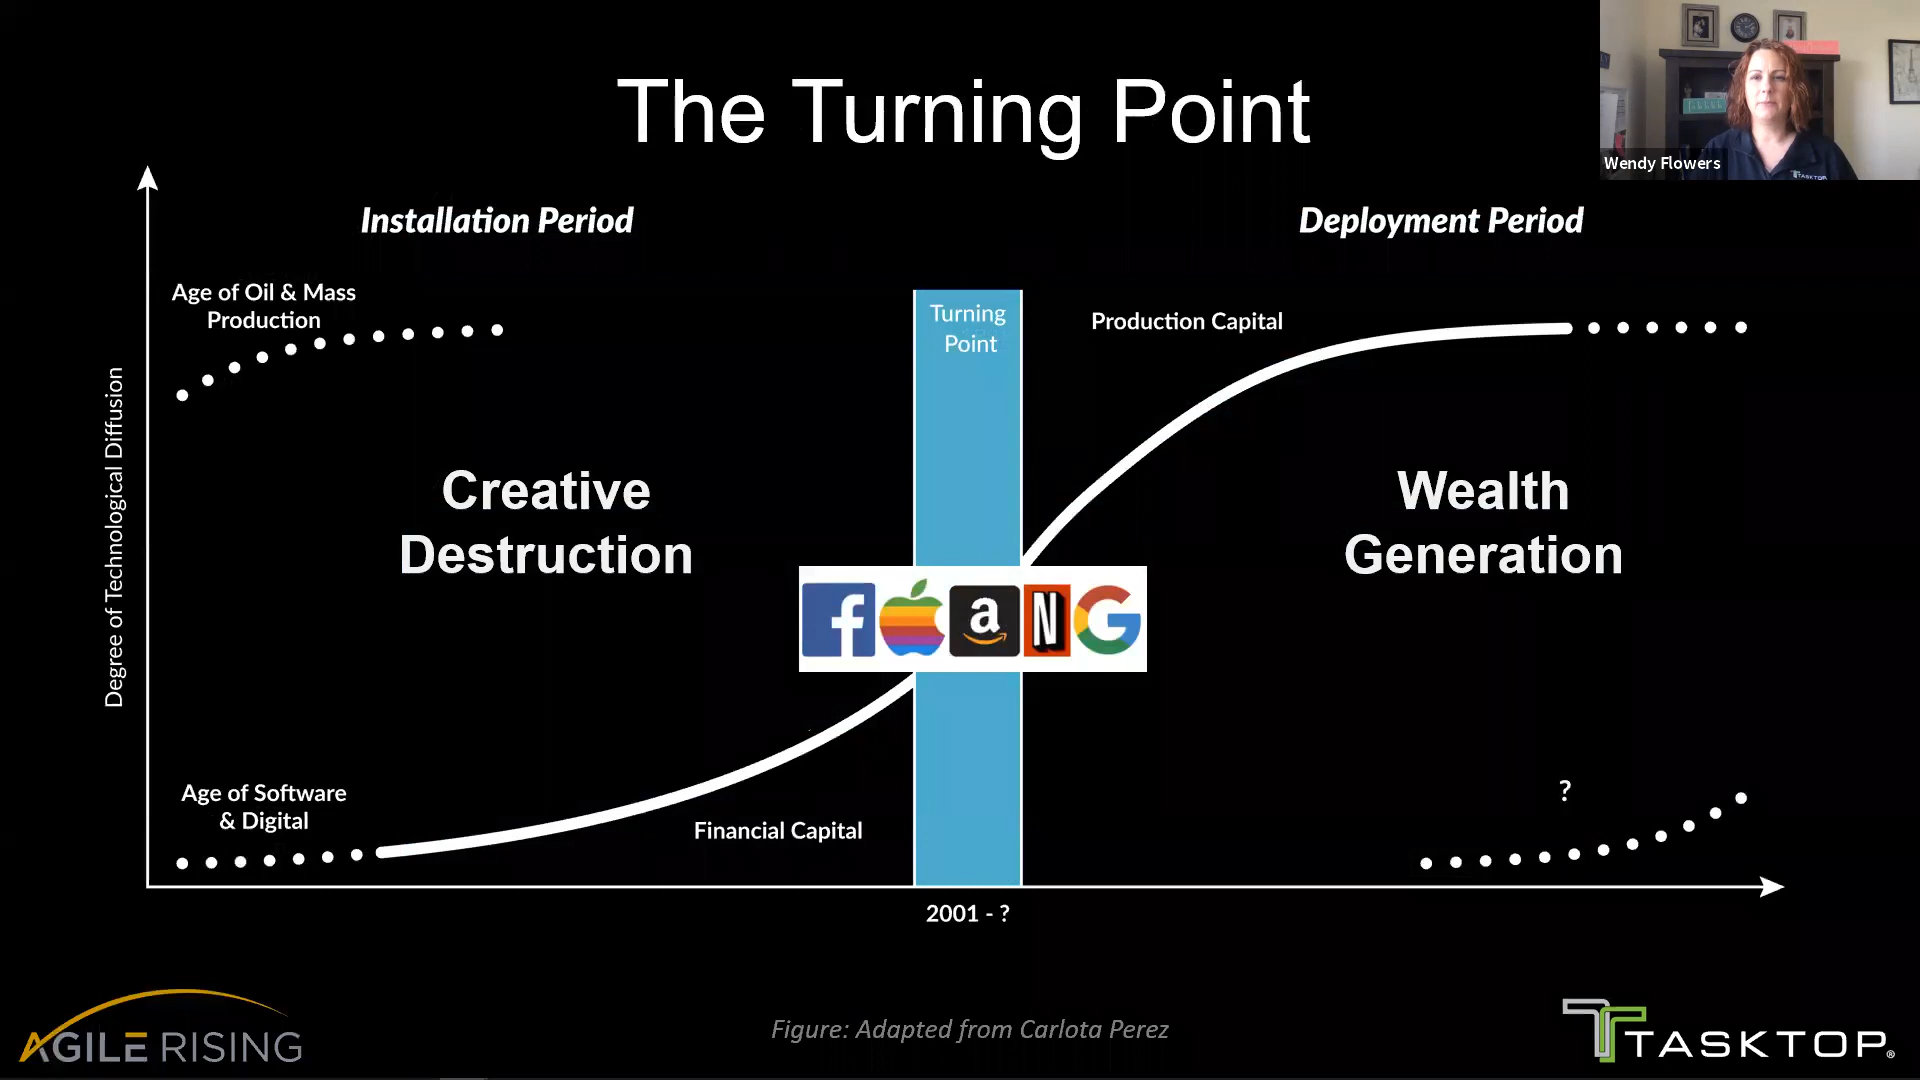 The Turning Point
Wendy Flowers
TASKTOP
Installation Period
Deployment Period
Age of Oil & Mass
Production
Turning
Point
Production Capital
Degree of Technological Diffusion
Creative
Destruction
Wealth
Generation
f
a
N
G
Age of Software
& Digital
Financial Capital
?
2001 - ?
Figure: Adapted from Carlota Perez
AGILE RISING
TASKTOP®